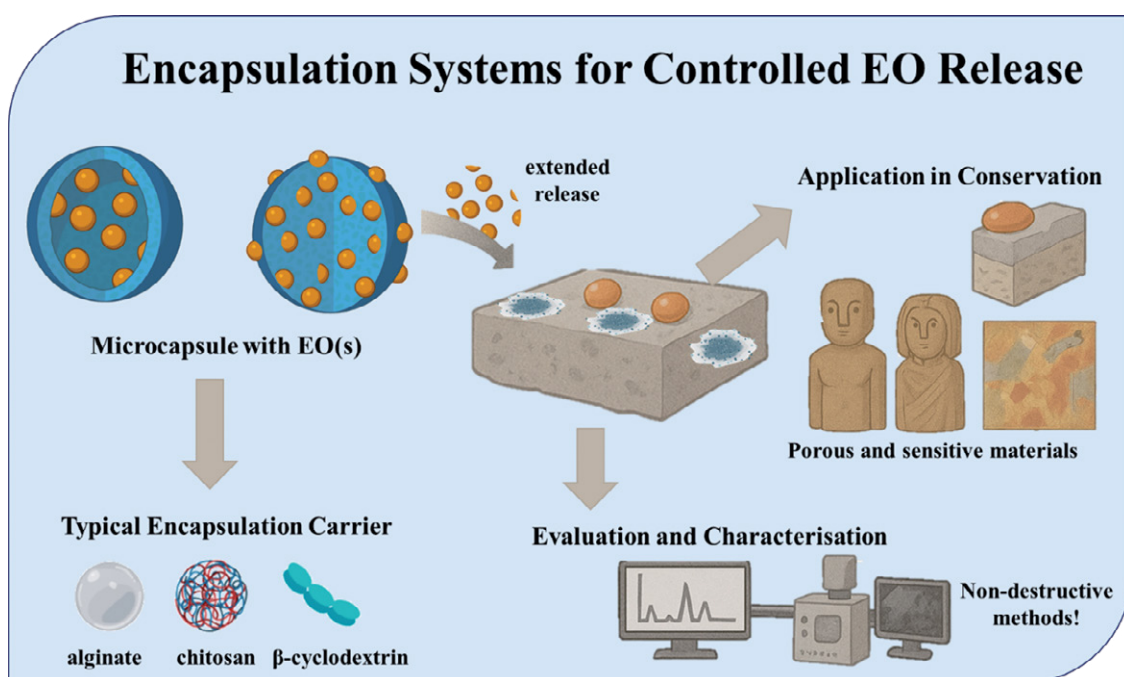 Encapsulation Systems for Controlled EO Release
extended
release
Application in Conservation
Microcapsule with EO(s)
Porous and sensitive materials
Typical Encapsulation Carrier
alginate
chitosan
β-cyclodextrin
Evaluation and Characterisation
Non-destructive
methods!